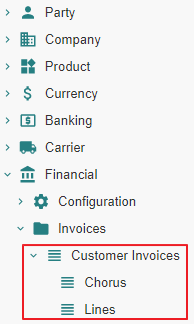 Party
Company
Product
Currency
Banking
Carrier
Financial
Configuration
Invoices
Customer Invoices
Chorus
Lines